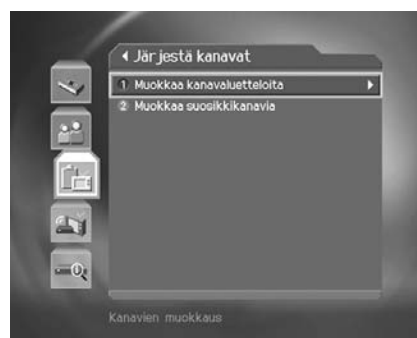 Järjestä kanavat
1 Muokkaa kanavaluetteloita
2 Muokkaa suosikkikanavia
Kanavien muokkaus